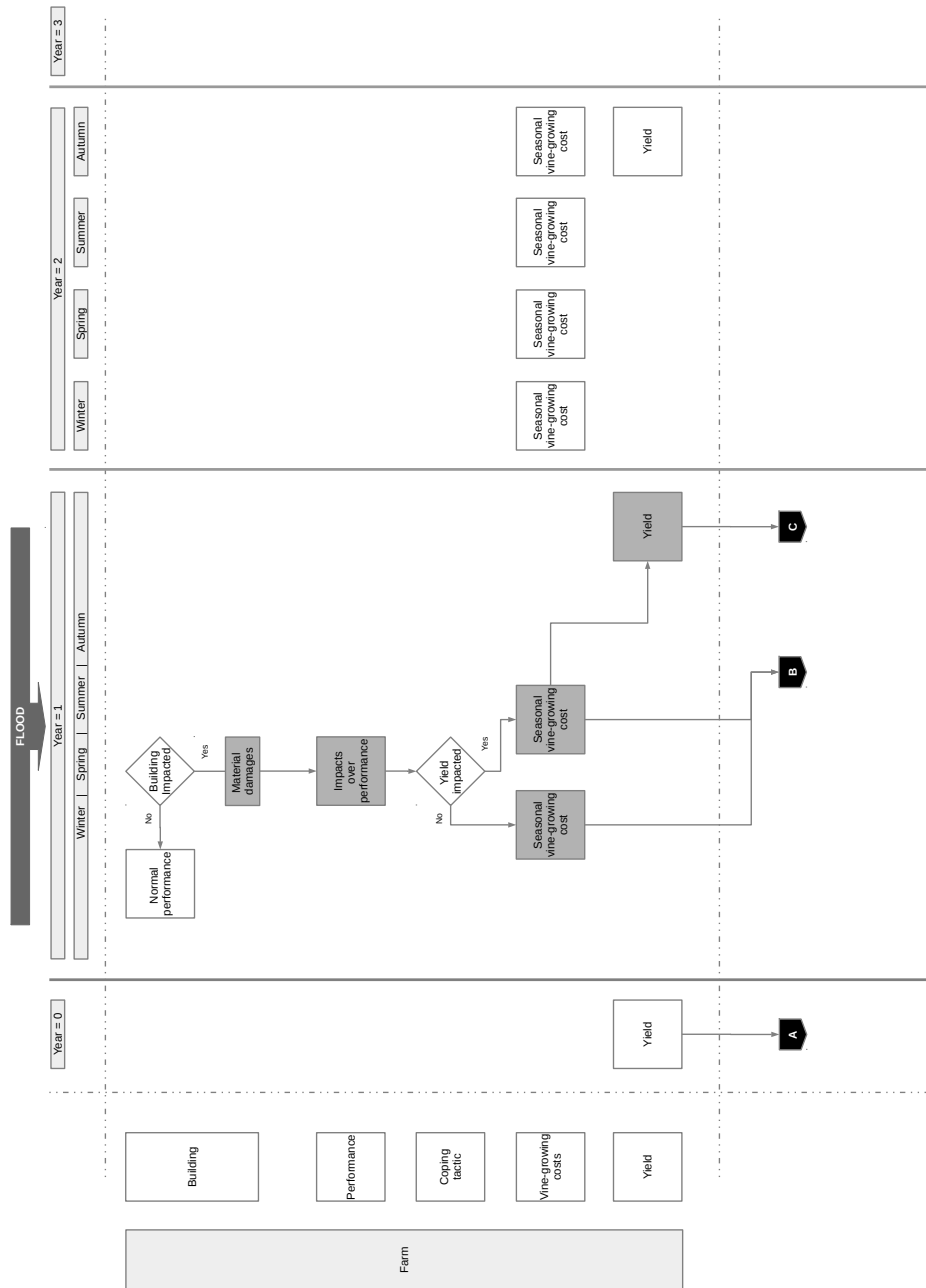 FLOOD
Year = 0
Year = 1
Year = 2
Year = 3
Winter | Spring | Summer | Autumn
Winter
Spring
Summer
Autumn
Farm
Building
Building
Impacted
No
Yes
Normal
performance
Material
damages
Performance
Impacts
over
performance
Coping
tactic
Yield
impacted
No
Yes
Vine-growing
costs
Seasonal
vine-growing
cost
Seasonal
vine-growing
cost
Seasonal
vine-growing
cost
Seasonal
vine-growing
cost
Seasonal
vine-growing
cost
Seasonal
vine-growing
cost
Yield
Yield
Yield
Yield
A
B
C